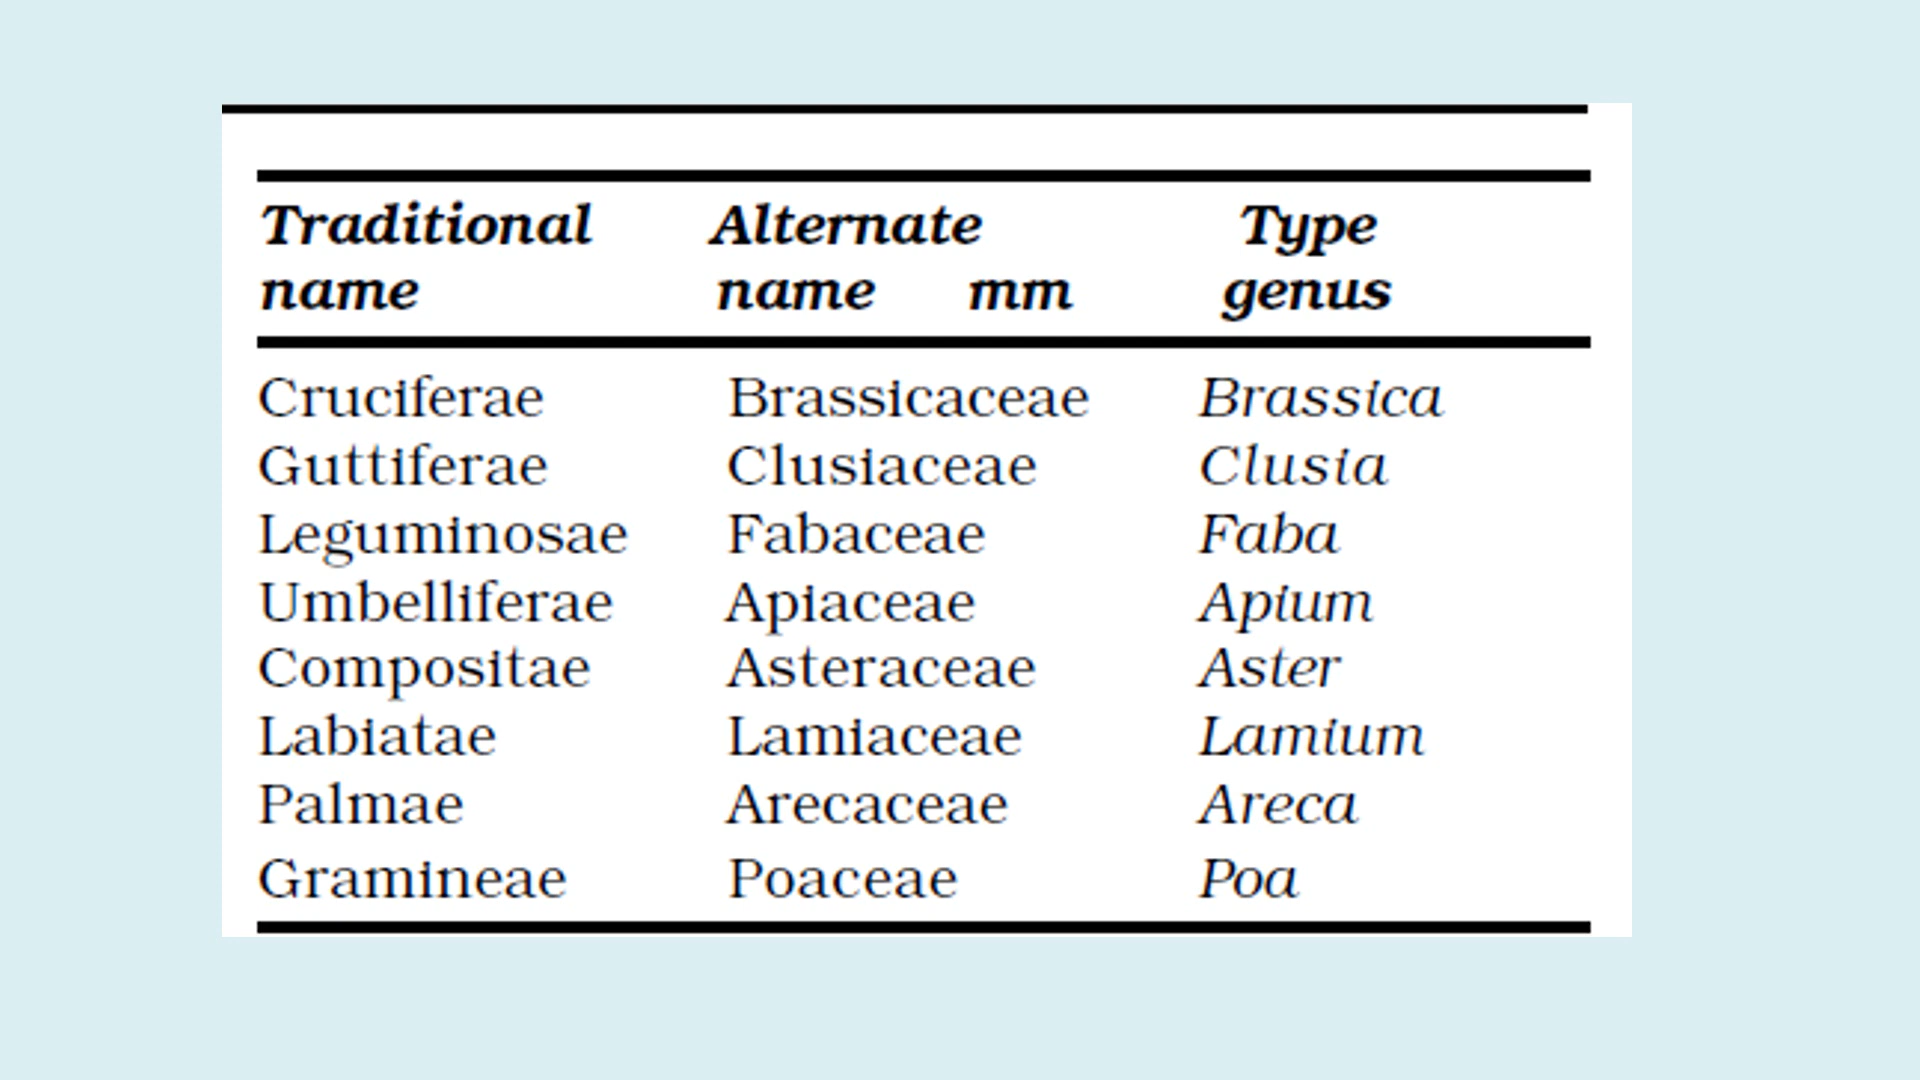 Traditional Alternate Type
name name mm genus
Cruciferae Brassicaceae Brassica
Guttiferae Clusiaceae Clusia
Leguminosae Fabaceae Faba
Umbelliferae Apiaceae Apium
Compositae Asteraceae Aster
Labiatae Lamiaceae Lamium
Palmae Arecaceae Areca
Gramineae Poaceae Poa